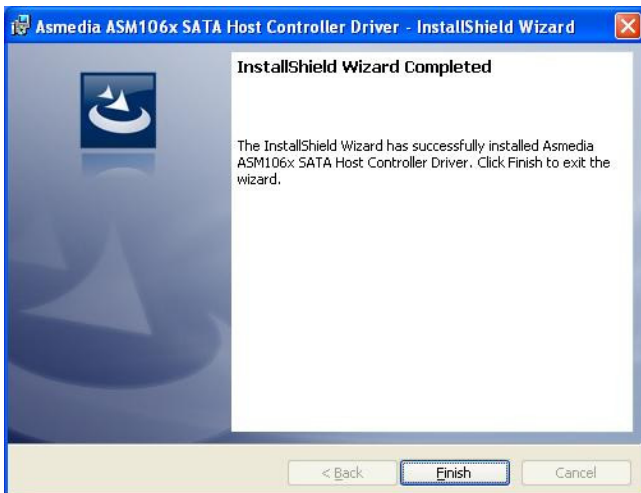 Asmedia ASM106x SATA Host Controller Driver - InstallShield Wizard
InstallShield Wizard Completed
The InstallShield Wizard has successfully installed Asmedia
ASM106x SATA Host Controller Driver. Click Finish to exit the
wizard.
< Back
Finish
Cancel